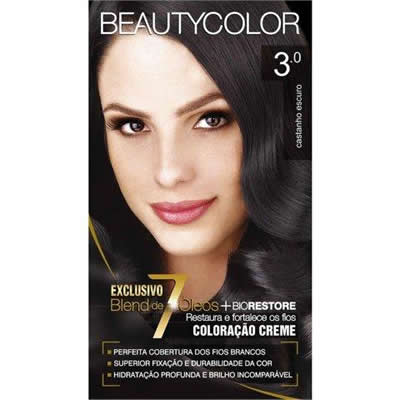 BEAUTYCOLOR
3.0
castanho escuro
EXCLUSIVO
Blend de 7 Óleos + BIORESTORE
Restaura e fortalece os fios
COLORAÇÃO CREME
PERFEITA COBERTURA DOS FIOS BRANCOS
SUPERIOR FIXAÇÃO E DURABILIDADE DA COR
HIDRATAÇÃO PROFUNDA E BRILHO INCOMPARÁVEL